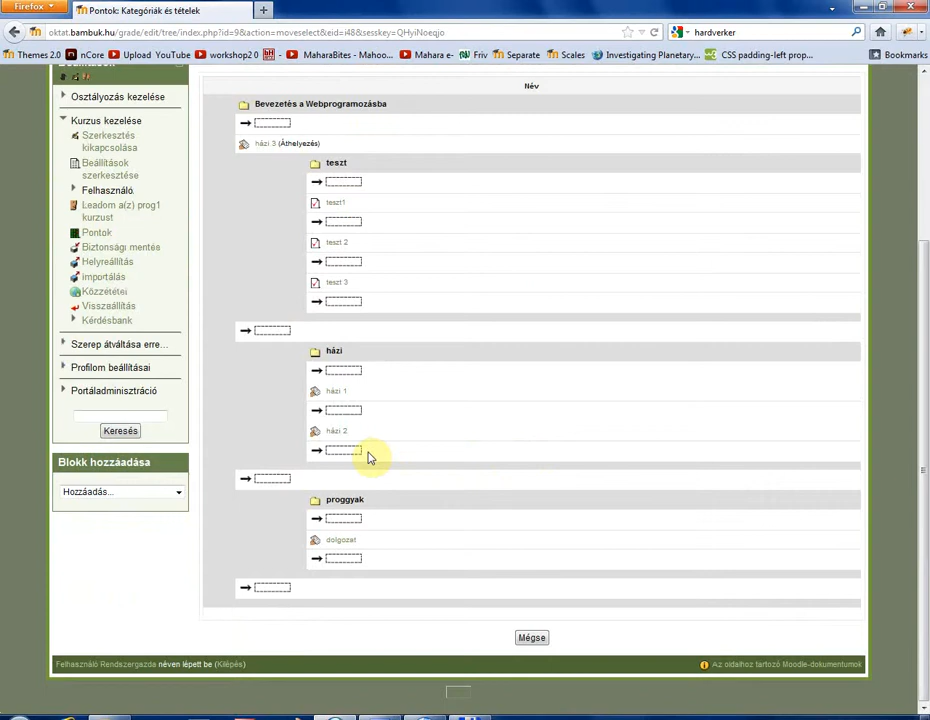 Firefox
Pontok: Kategóriák és tételek
oktat.bambuk.hu/grade/edit/tree/index.php?id=9&action=moveselect&eid=i48&sesskey=QHyiNoeqjo
hardverker
Themes 2.0
nCore
Upload
YouTube
workshop2.0
MaharaBites - Mahoo...
Mahara e-
Friv
Separate
Scales
Investigating Planetary...
CSS padding-left prop...
Bookmarks
Osztályozás kezelése
Kurzus kezelése
Szerkesztés
kikapcsolása
Beállítások
szerkesztése
Felhasználó
Leadom a(z) prog1
kurzust
Pontok
Biztonsági mentés
Helyreállítás
Importálás
Közzététel
Visszeállítás
Kérdésbank
Szerep átváltása erre...
Profilom beállításai
Portáladminisztráció
Keresés
Blokk hozzáadása
Hozzáadás...
Név
Bevezetés a Webprogramozásba
házi 3 (Áthelyezés)
teszt
teszt1
teszt 2
teszt 3
házi
házi 1
házi 2
proggyak
dolgozat
Mégse
Felhasználó Rendszergazda néven lépett be (Kilépés)
Az oldalhoz tartozó Moodle-dokumentumok